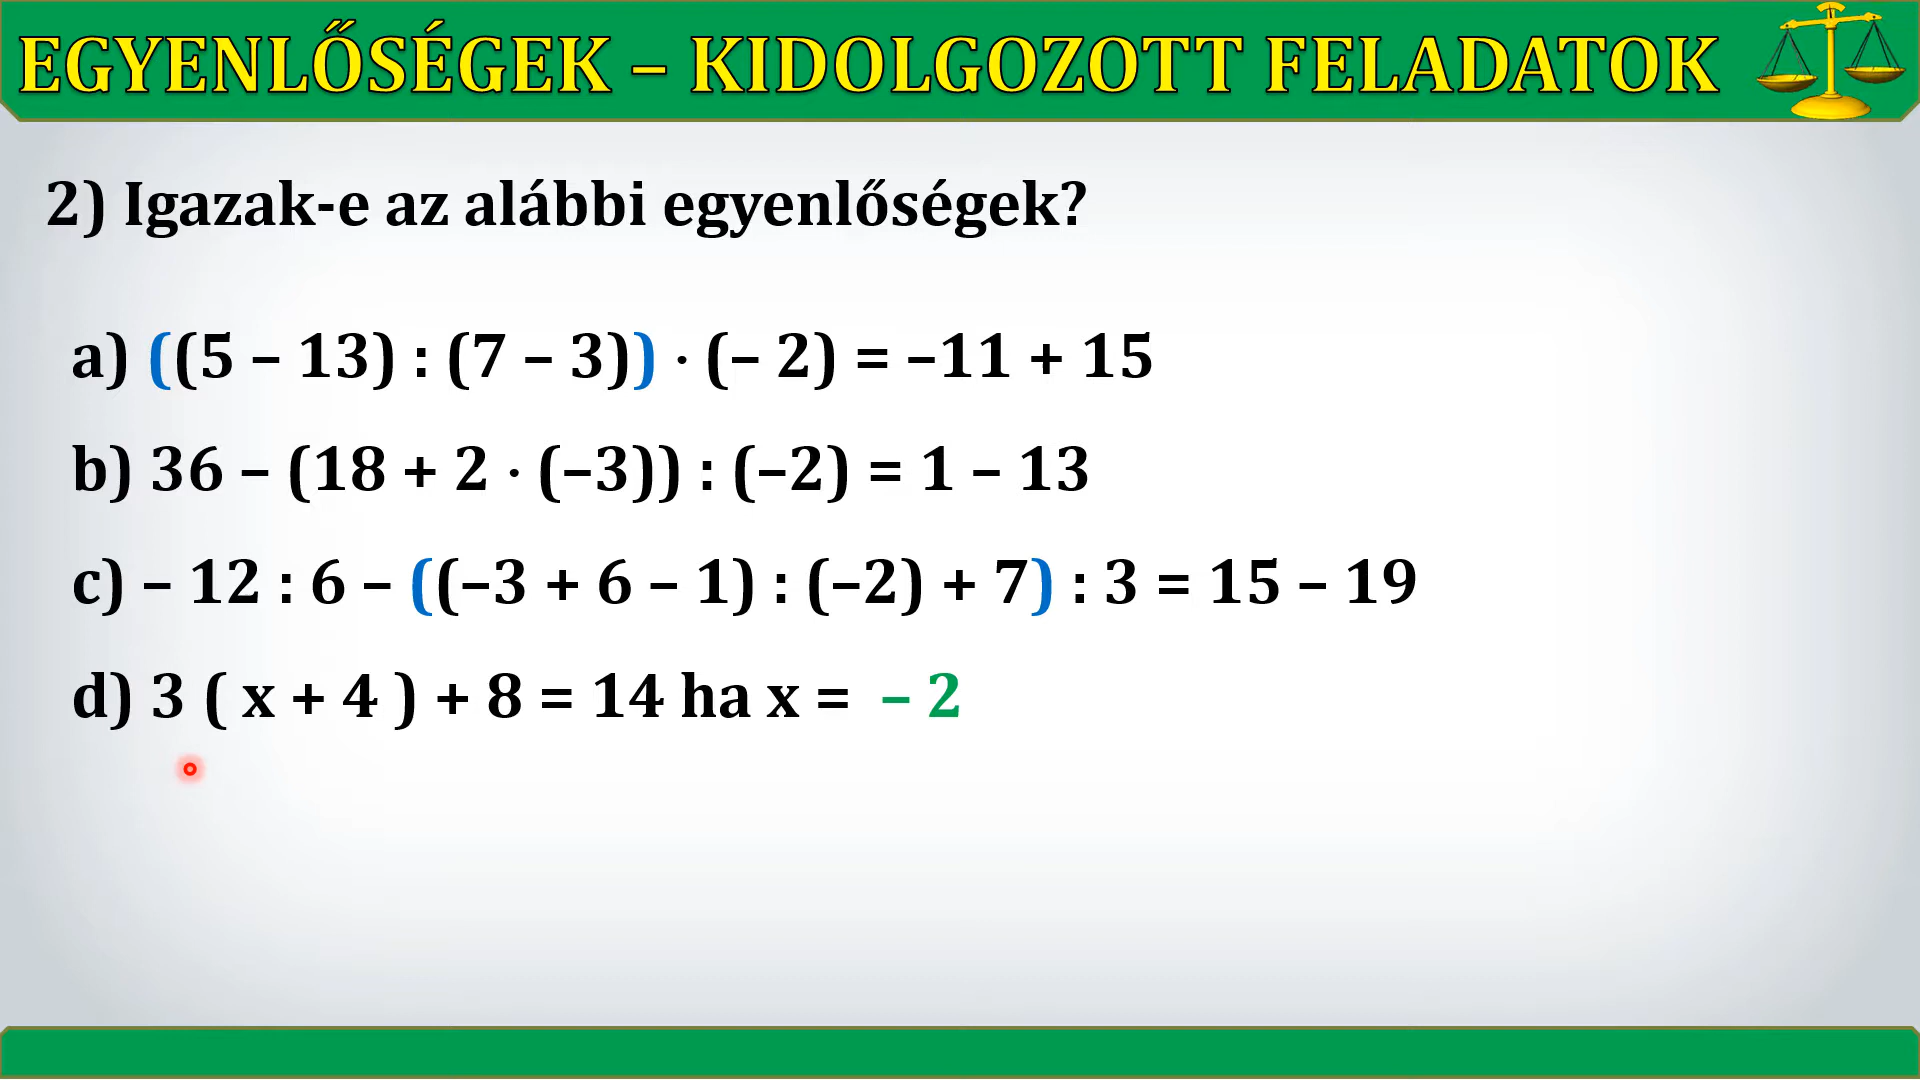 EGYENLŐSÉGEK – KIDOLGOZOTT FELADATOK
2) Igazak-e az alábbi egyenlőségek?
a) ((5 – 13) : (7 – 3)) · (– 2) = –11 + 15
b) 36 – (18 + 2 · (–3)) : (–2) = 1 – 13
c) – 12 : 6 – ((–3 + 6 – 1) : (–2) + 7) : 3 = 15 – 19
d) 3 ( x + 4 ) + 8 = 14 ha x = – 2